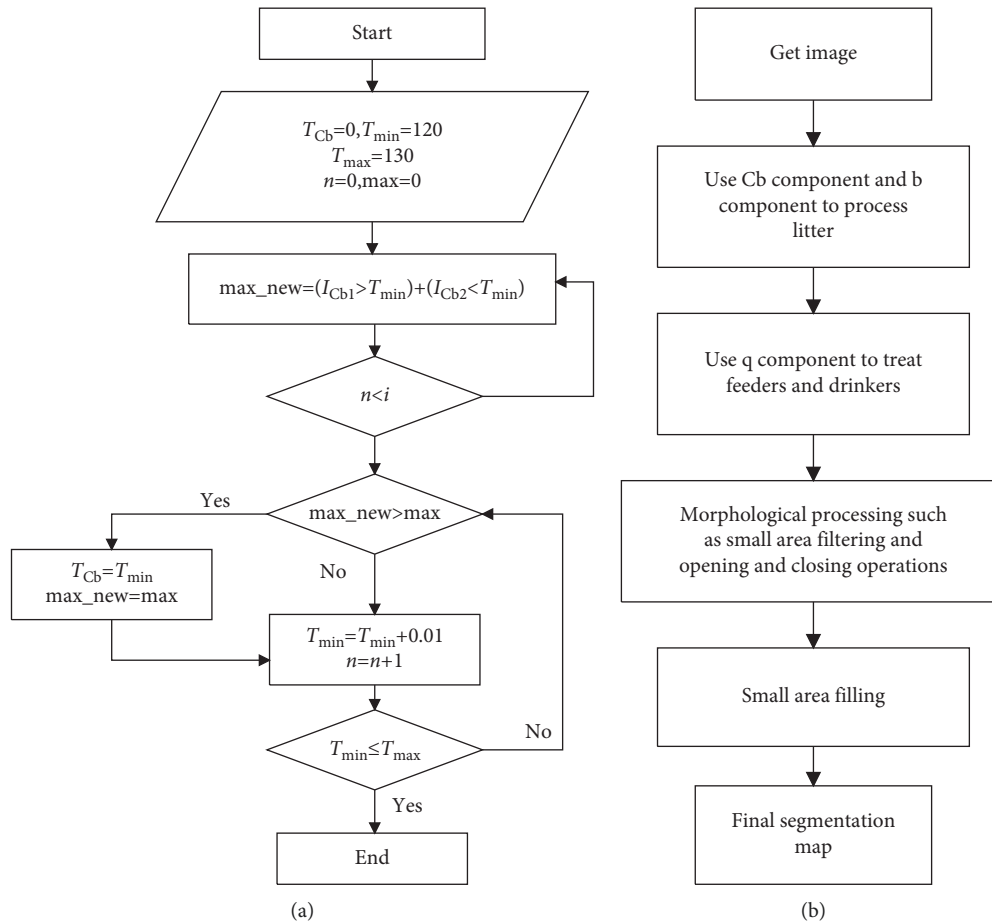 Start
T_Cb=0,T_min=120
T_max=130
n=0,max=0
max_new=(I_Cb1>T_min)+(I_Cb2<T_min)
n<i
max_new>max
Yes
No
T_Cb=T_min
max_new=max
T_min=T_min+0.01
n=n+1
T_min≤T_max
No
Yes
End
(a)
Get image
Use Cb component and b
component to process
litter
Use q component to treat
feeders and drinkers
Morphological processing such
as small area filtering and
opening and closing operations
Small area filling
Final segmentation
map
(b)